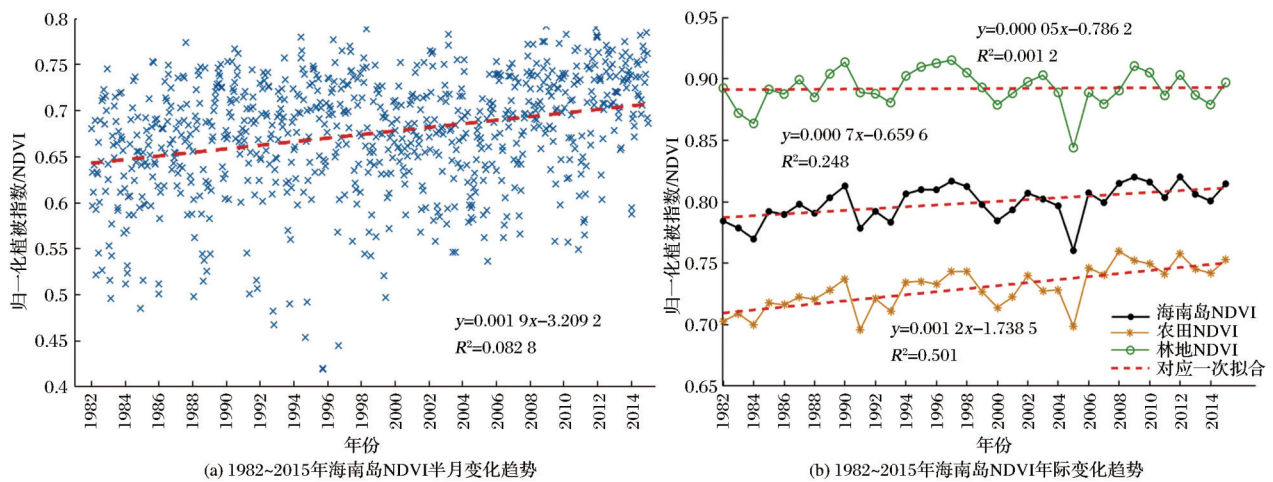 归一化植被指数/NDVI
0.8
0.75
0.7
0.65
0.6
0.55
0.5
0.45
0.4
y=0.001 9x−3.209 2
R²=0.082 8
1982
1984
1986
1988
1990
1992
1994
1996
1998
2000
2002
2004
2006
2008
2010
2012
2014
年份
(a) 1982~2015年海南岛NDVI半月变化趋势
归一化植被指数/NDVI
0.95
0.90
0.85
0.80
0.75
0.70
0.65
y=0.000 05x−0.786 2
R²=0.001 2
y=0.000 7x−0.659 6
R²=0.248
y=0.001 2x−1.738 5
R²=0.501
海南岛NDVI
农田NDVI
林地NDVI
对应一次拟合
1982
1984
1986
1988
1990
1992
1994
1996
1998
2000
2002
2004
2006
2008
2010
2012
2014
年份
(b) 1982~2015年海南岛NDVI年际变化趋势